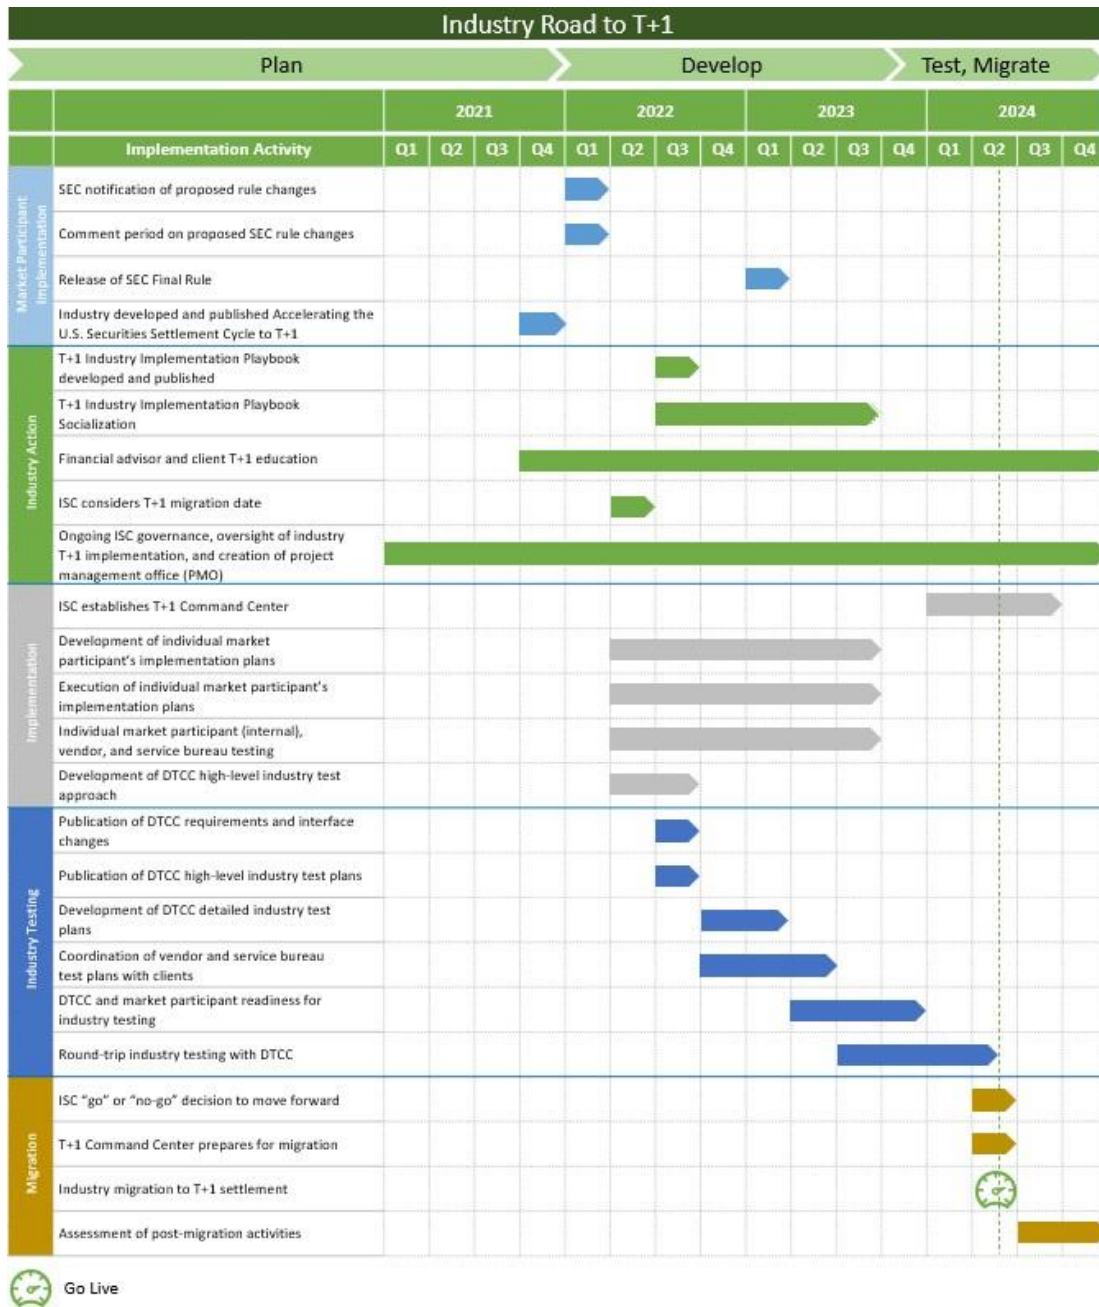 Industry Road to T+1
Plan
Develop
Test, Migrate
2021
2022
2023
2024
Implementation Activity
Q1
Q2
Q3
Q4
Q1
Q2
Q3
Q4
Q1
Q2
Q3
Q4
Q1
Q2
Q3
Q4
Market Participant
Implementation
SEC notification of proposed rule changes
Comment period on proposed SEC rule changes
Release of SEC Final Rule
Industry developed and published Accelerating the
U.S. Securities Settlement Cycle to T+1
Industry Action
T+1 Industry Implementation Playbook
developed and published
T+1 Industry Implementation Playbook
Socialization
Financial advisor and client T+1 education
ISC considers T+1 migration date
Ongoing ISC governance, oversight of industry
T+1 implementation, and creation of project
management office (PMO)
Implementation
ISC establishes T+1 Command Center
Development of individual market
participant's implementation plans
Execution of individual market participant's
implementation plans
Individual market participant (internal),
vendor, and service bureau testing
Development of DTCC high-level industry test
approach
Industry Testing
Publication of DTCC requirements and interface
changes
Publication of DTCC high-level industry test plans
Development of DTCC detailed industry test
plans
Coordination of vendor and service bureau
test plans with clients
DTCC and market participant readiness for
industry testing
Round-trip industry testing with DTCC
Migration
ISC "go" or "no-go" decision to move forward
T+1 Command Center prepares for migration
Industry migration to T+1 settlement
Assessment of post-migration activities
Go Live